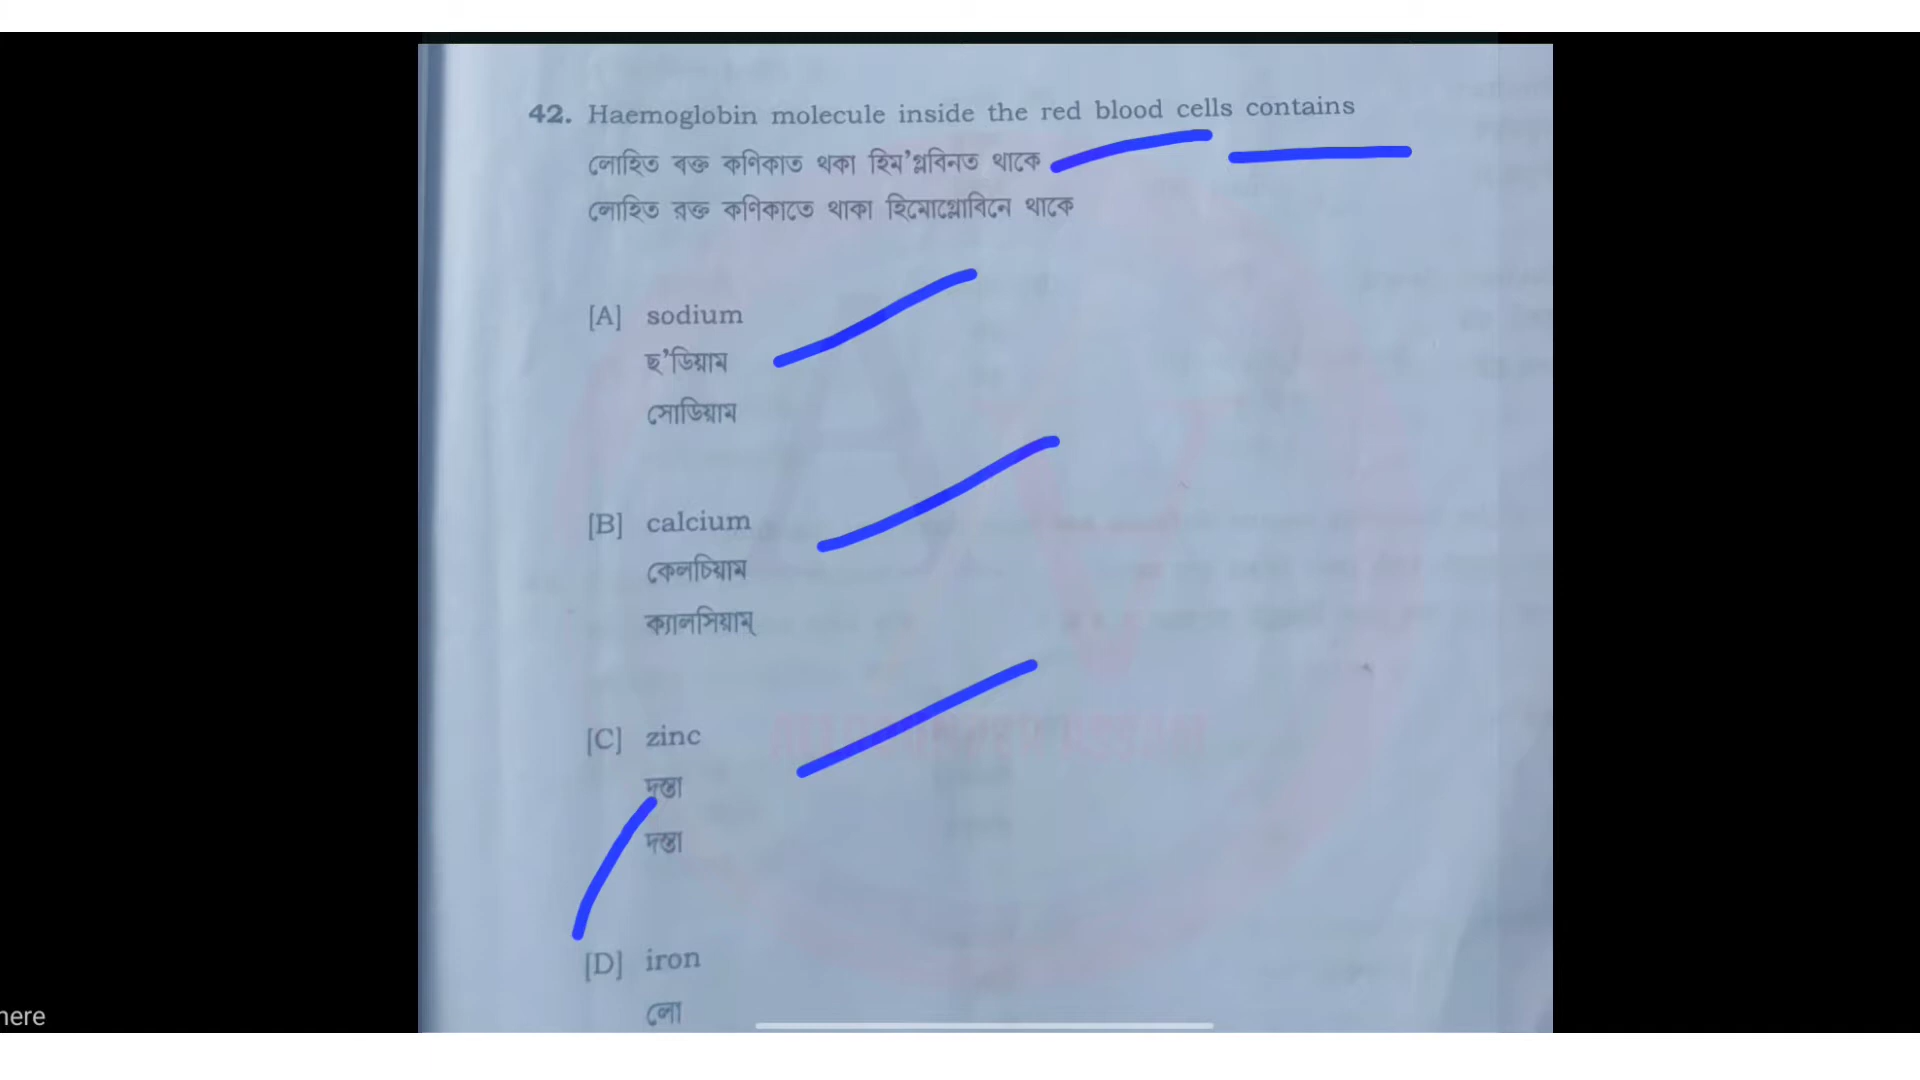 42. Haemoglobin molecule inside the red blood cells contains
লোহিত ৰক্ত কণিকাত থকা হিম'গ্লবিনত থাকে
লোহিত রক্ত কণিকাতে থাকা হিমোগ্লোবিনে থাকে
[A] sodium
ছ'ডিয়াম
সোডিয়াম
[B] calcium
কেলচিয়াম
ক্যালসিয়াম্
[C] zinc
দস্তা
দস্তা
[D] iron
লো
here